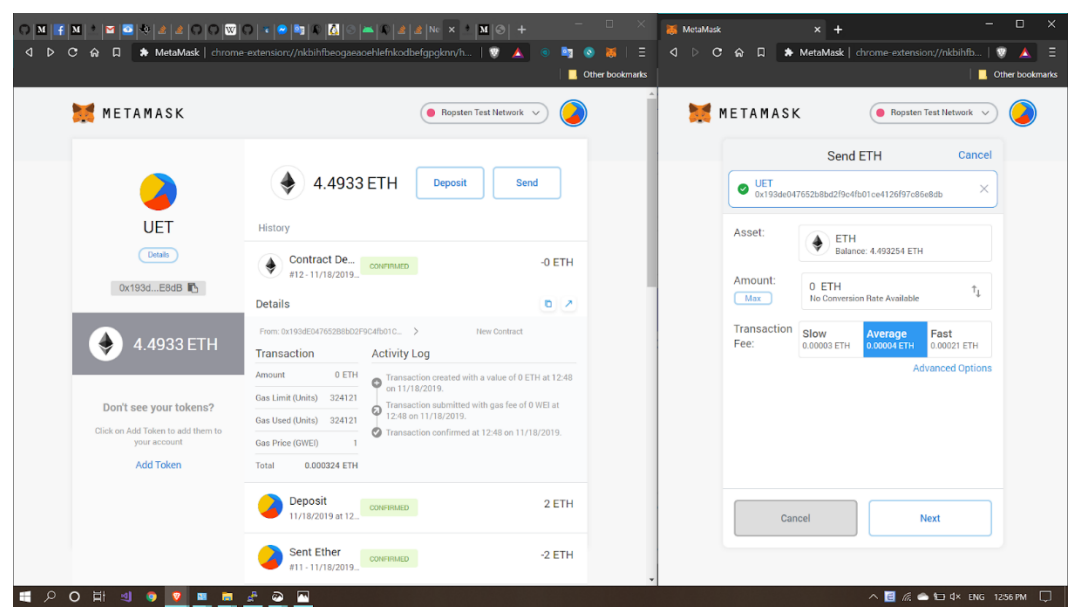 MetaMask | chrome-extension://nkbihfbeogaeaoehlefnkodbefgpgknn/h...
Other bookmarks
METAMASK
Ropsten Test Network
UET
Details
0x193d...E8dB
4.4933 ETH
Don't see your tokens?
Click on Add Token to add them to
your account
Add Token
4.4933 ETH
Deposit
Send
History
Contract De...
CONFIRMED
-0 ETH
#12 - 11/18/2019...
Details
From: 0x193dE047652B8bD2F9C4fb01C...
New Contract
Transaction
Activity Log
Amount 0 ETH
Gas Limit (Units) 324121
Gas Used (Units) 324121
Gas Price (GWEI) 1
Total 0.000324 ETH
Transaction created with a value of 0 ETH at 12:48
on 11/18/2019.
Transaction submitted with gas fee of 0 WEI at
12:48 on 11/18/2019.
Transaction confirmed at 12:48 on 11/18/2019.
Deposit
CONFIRMED
2 ETH
11/18/2019 at 12...
Sent Ether
CONFIRMED
-2 ETH
#11 - 11/18/2019...
MetaMask
MetaMask | chrome-extension://nkbihfb...
Other bookmarks
METAMASK
Ropsten Test Network
Send ETH
Cancel
UET
0x193de047652b8bd2f9c4fb01ce4126f97c86e8db
Asset:
ETH
Balance: 4.493254 ETH
Amount:
Max
0 ETH
No Conversion Rate Available
Transaction
Fee:
Slow
0.00003 ETH
Average
0.00004 ETH
Fast
0.00021 ETH
Advanced Options
Cancel
Next
ENG 12:56 PM